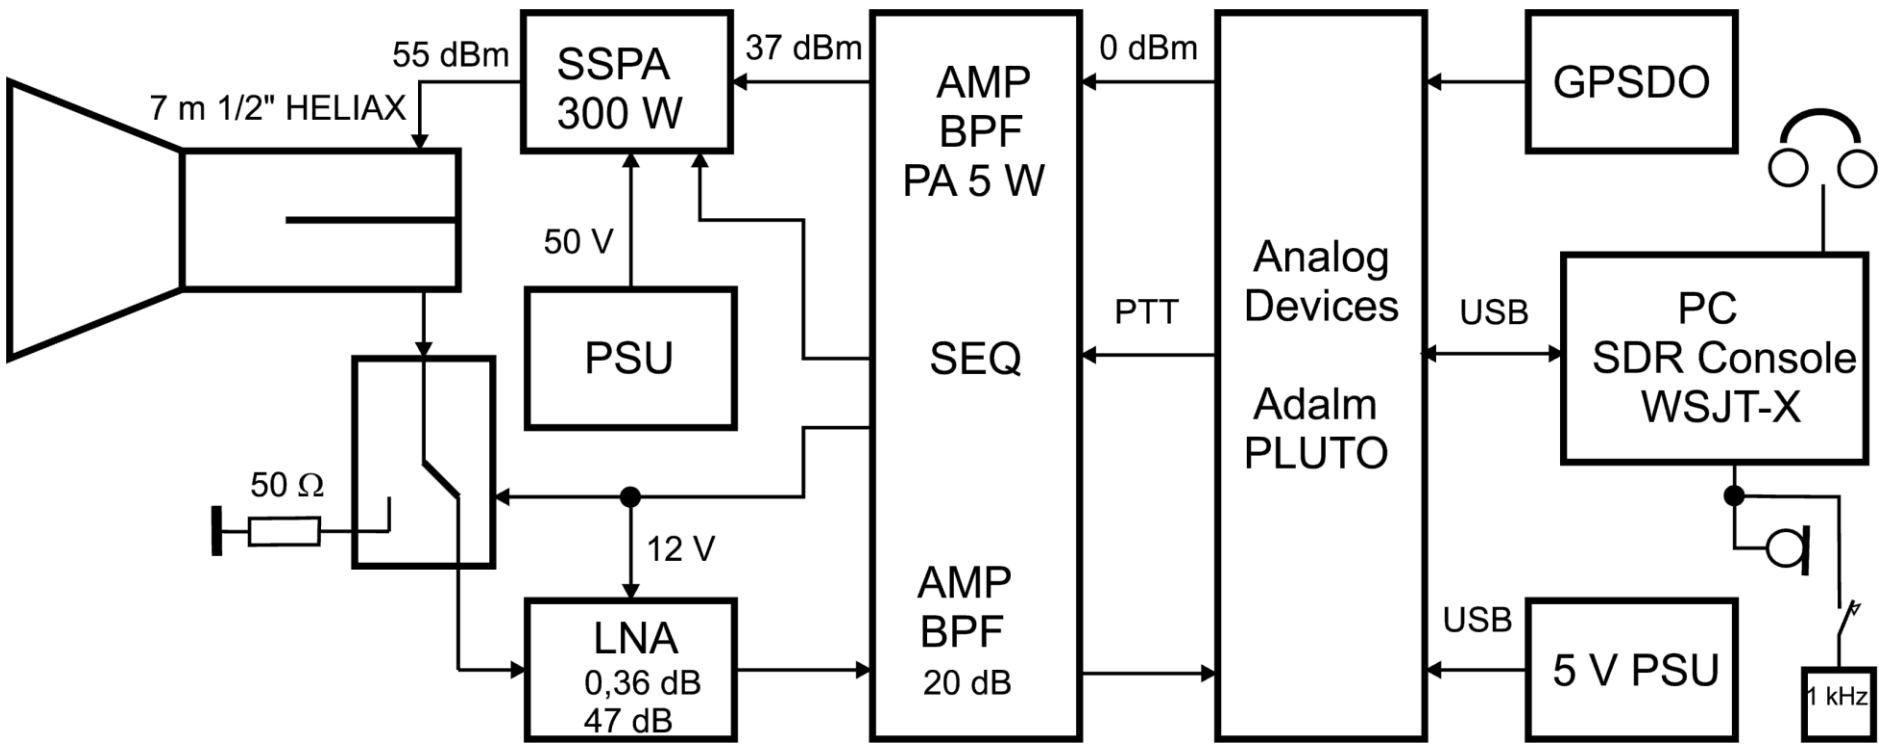 55 dBm
7 m 1/2" HELIAX
SSPA
300 W
37 dBm
AMP
BPF
PA 5 W
0 dBm
GPSDO
50 V
PSU
SEQ
PTT
Analog
Devices
Adalm
PLUTO
USB
PC
SDR Console
WSJT-X
50 Ω
12 V
LNA
0,36 dB
47 dB
AMP
BPF
20 dB
USB
5 V PSU
1 kHz